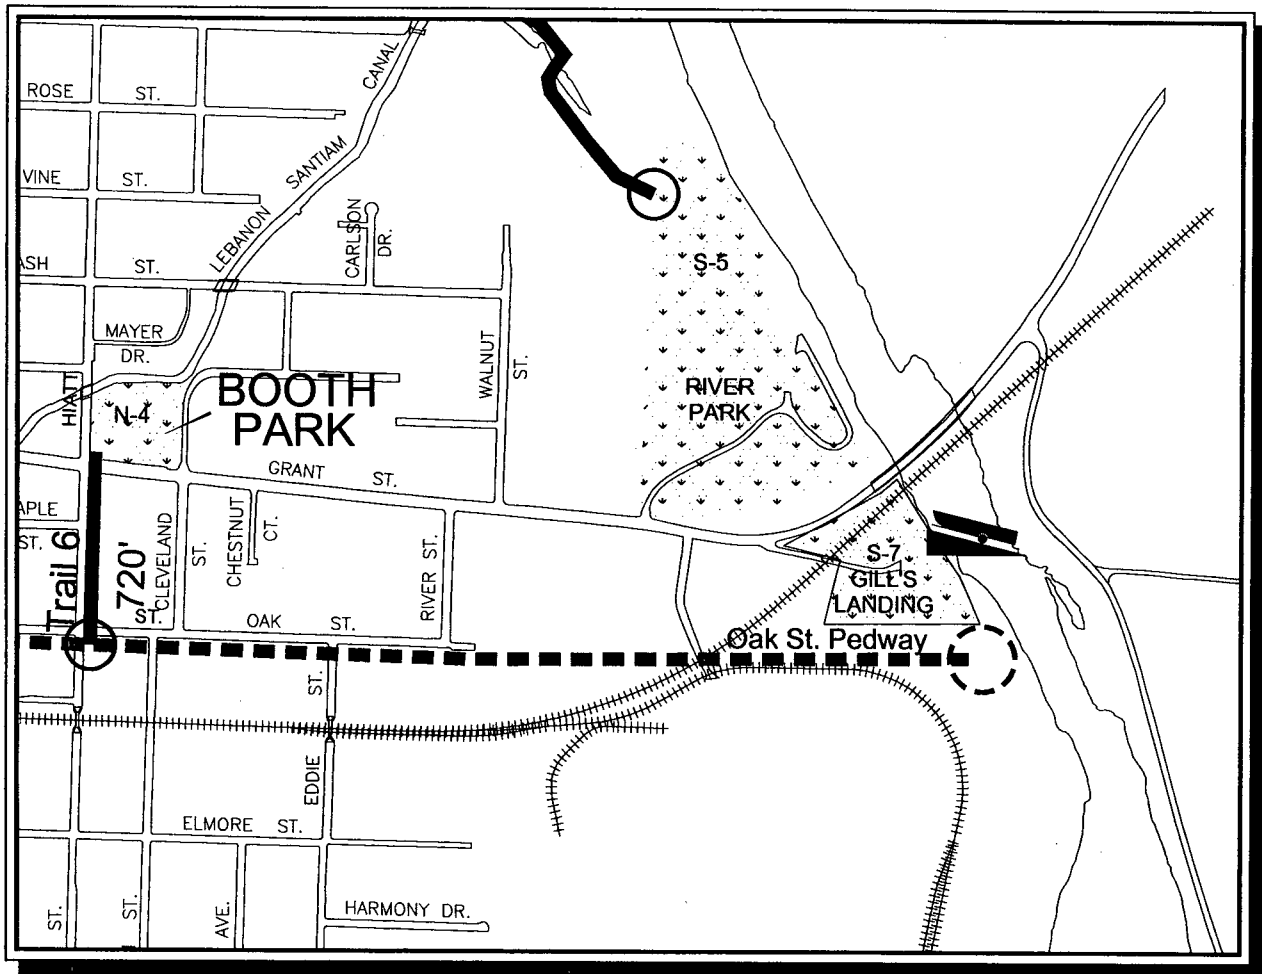 ROSE ST.
CANAL
SANTIAM
LEBANON
VINE ST.
ASH ST.
CARLSON
DR.
S-5
MAYER
DR.
WALNUT
ST.
HIATT
N-4
BOOTH
PARK
RIVER
PARK
GRANT ST.
APLE
ST.
Trail 6
720'
CLEVELAND
ST.
ST.
CHESTNUT
CT.
RIVER ST.
OAK ST.
S-7
GILL'S
LANDING
Oak St. Pedway
ST.
EDDIE
ELMORE ST.
ST.
ST.
AVE.
HARMONY DR.